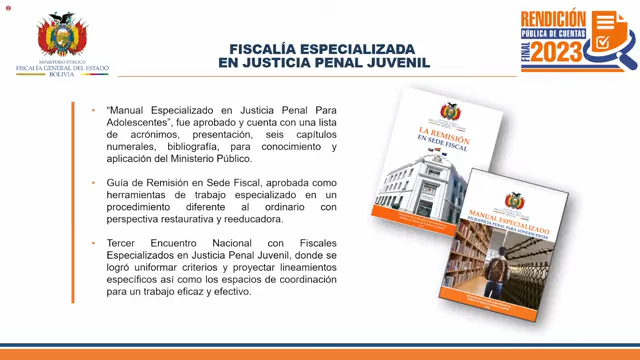 MINISTERIO PÚBLICO
FISCALÍA GENERAL DEL ESTADO
BOLIVIA
RENDICIÓN
PÚBLICA DE CUENTAS
FINAL 2023
FISCALÍA ESPECIALIZADA
EN JUSTICIA PENAL JUVENIL
• “Manual Especializado en Justicia Penal Para
Adolescentes”, fue aprobado y cuenta con una lista
de acrónimos, presentación, seis capítulos
numerales, bibliografía, para conocimiento y
aplicación del Ministerio Público.
• Guía de Remisión en Sede Fiscal, aprobada como
herramientas de trabajo especializado en un
procedimiento diferente al ordinario con
perspectiva restaurativa y reeducadora.
• Tercer Encuentro Nacional con Fiscales
Especializados en Justicia Penal Juvenil, donde se
logró uniformar criterios y proyectar lineamientos
específicos así como los espacios de coordinación
para un trabajo eficaz y efectivo.
LA REMISIÓN
EN SEDE FISCAL
MANUAL ESPECIALIZADO
EN JUSTICIA PENAL PARA ADOLESCENTES